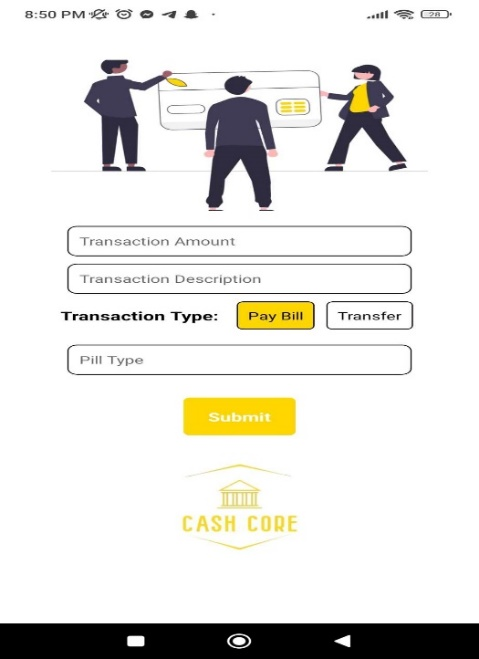 8:50 PM
28
Transaction Amount
Transaction Description
Transaction Type: Pay Bill Transfer
Pill Type
Submit
CASH CORE